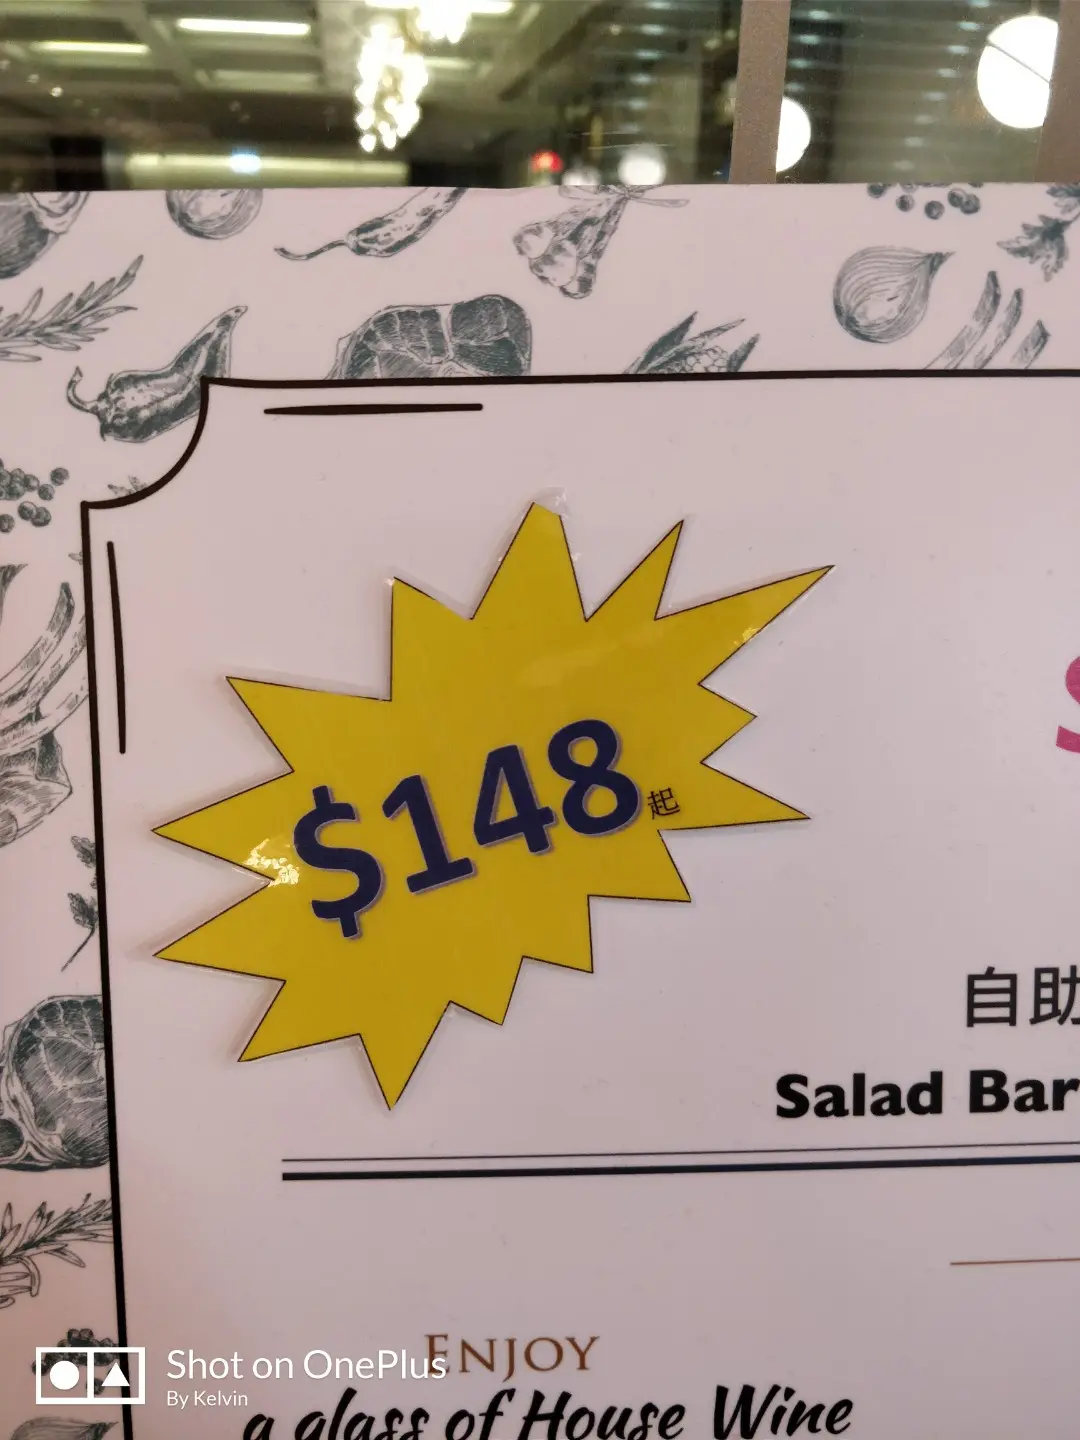 $148起
自助
Salad Bar
ENJOY
a glass of House Wine
Shot on OnePlus
By Kelvin